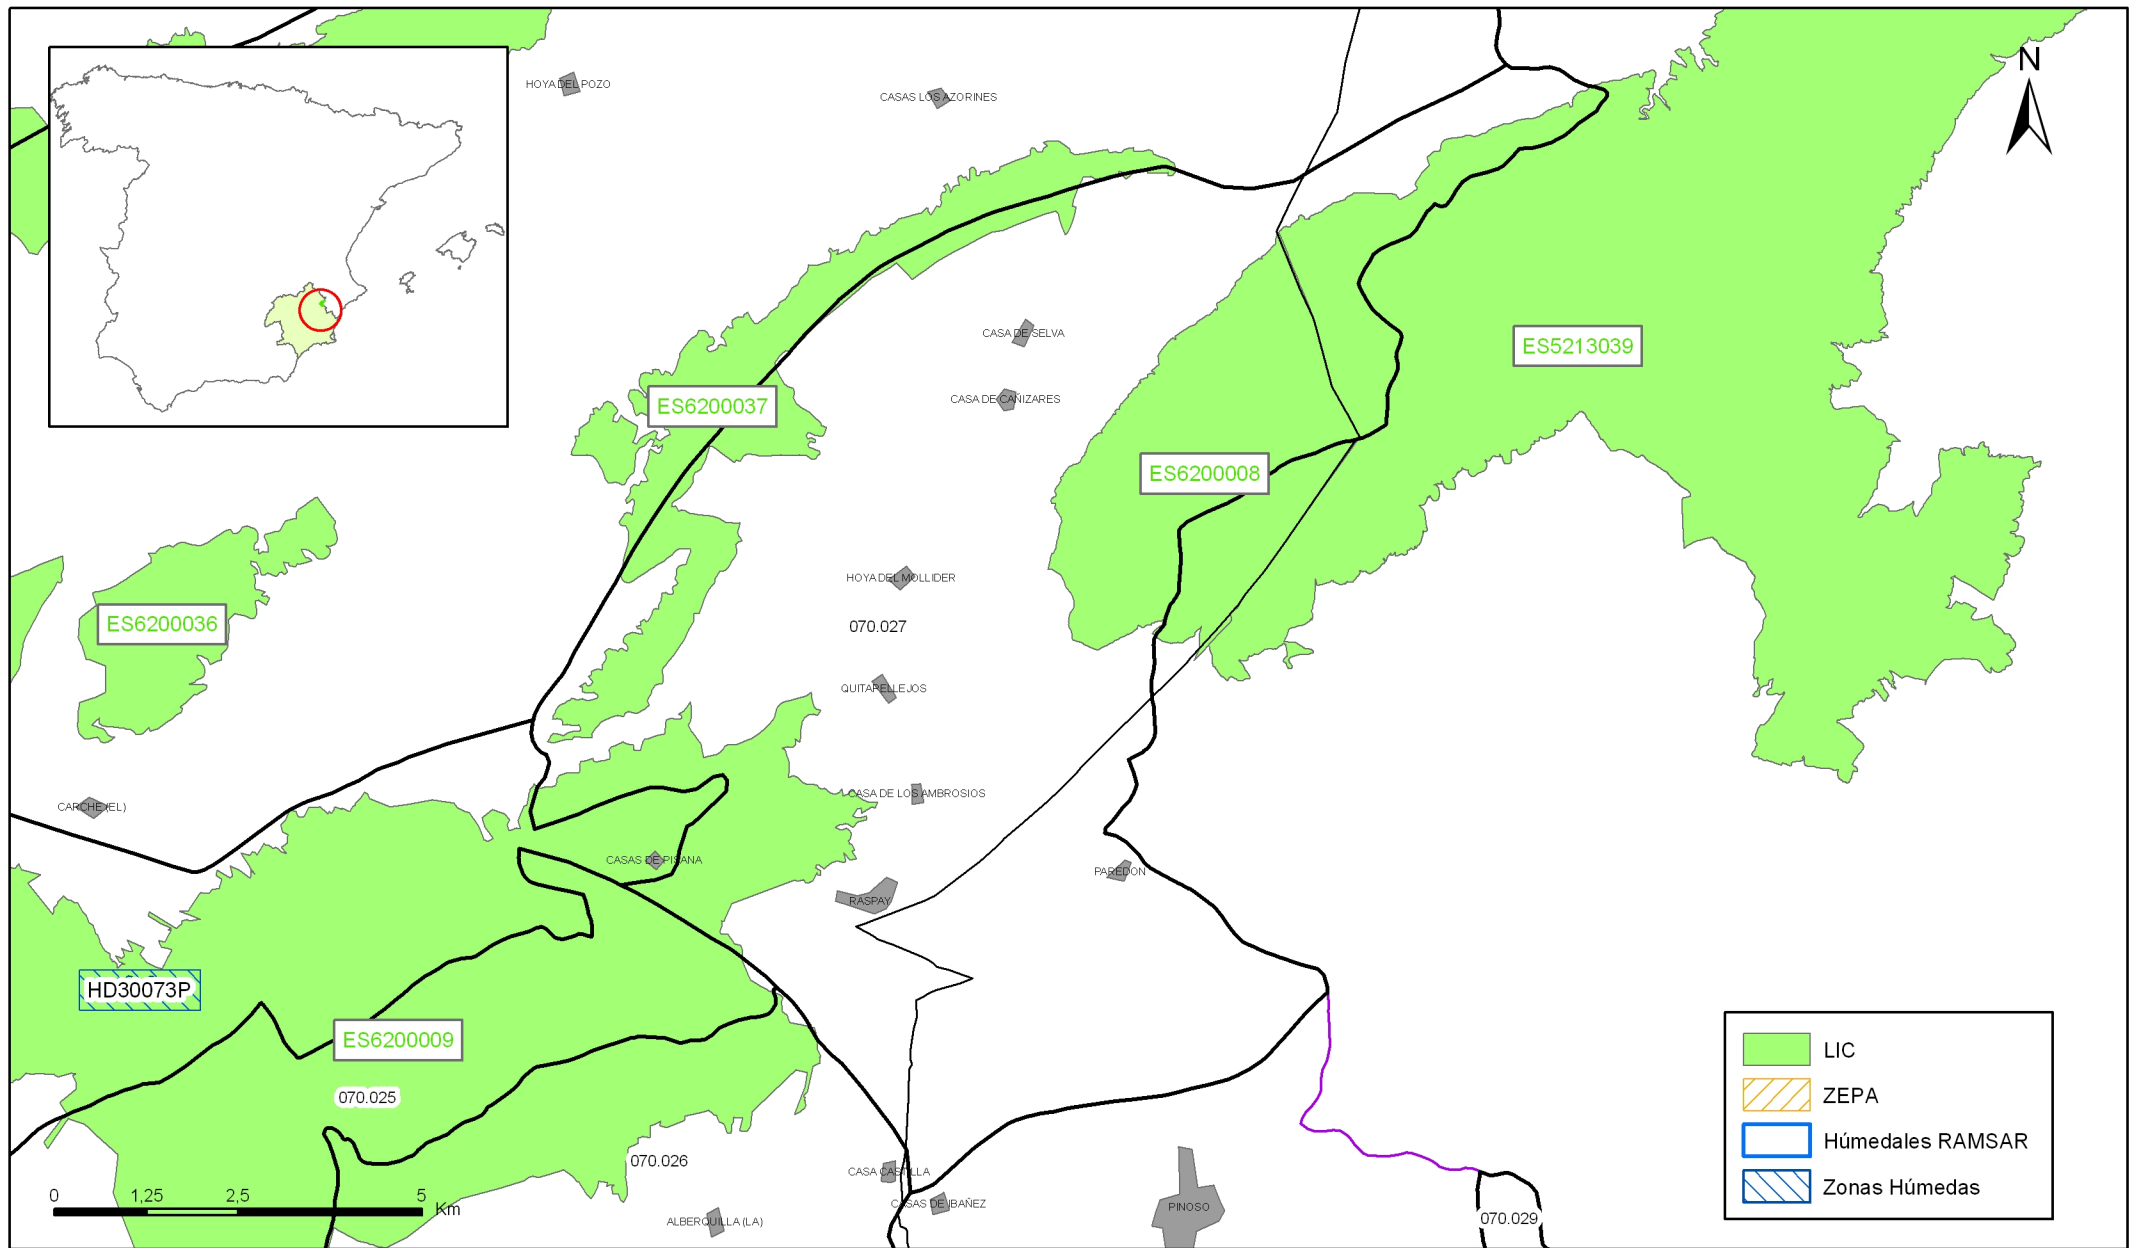 HOYA DEL POZO
CASAS LOS AZORINES
N
CASA DE SELVA
ES5213039
CASA DE CAÑIZARES
ES6200037
ES6200008
HOYA DEL MOLLIDER
ES6200036
070.027
QUITAPELLEJOS
CASA DE LOS AMBROSIOS
CARCHE (EL)
CASAS DE PISANA
PAREDON
RASPAY
HD30073P
ES6200009
LIC
070.025
ZEPA
Húmedales RAMSAR
070.026
CASA CASTILLA
Zonas Húmedas
0 1,25 2,5 5
Km
CASAS DE IBAÑEZ
PINOSO
ALBERQUILLA (LA)
070.029